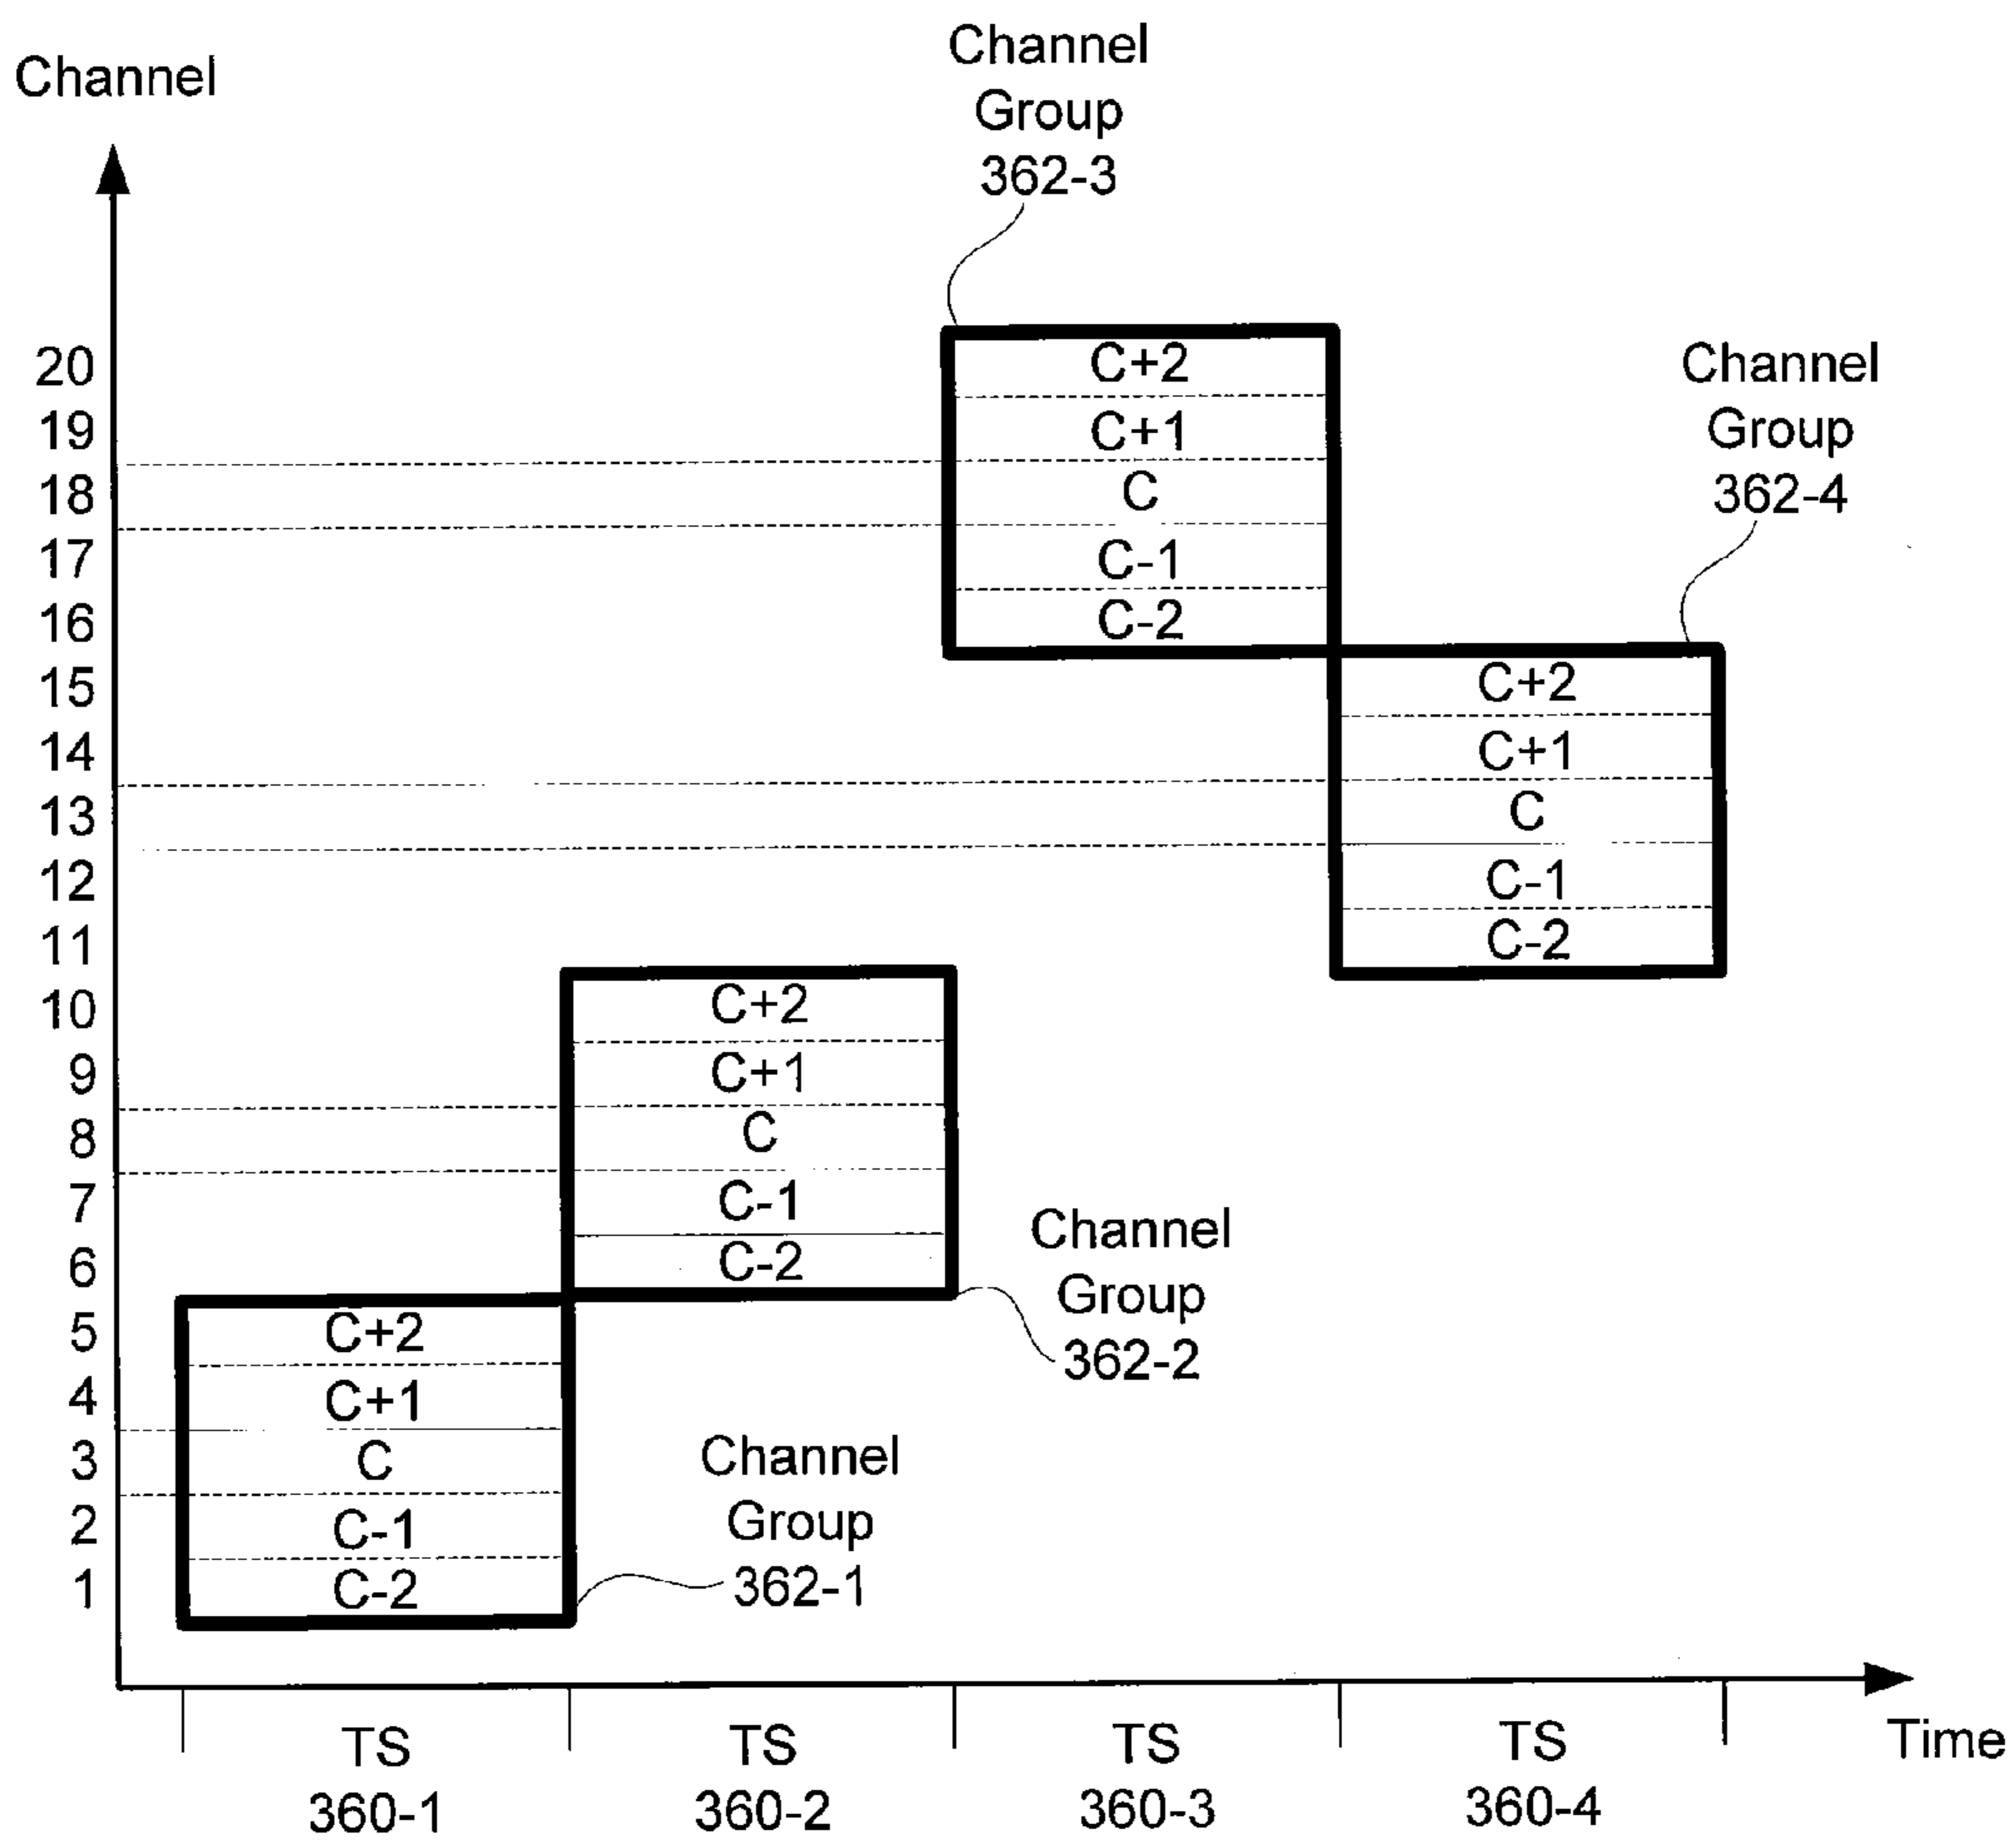 Channel
Channel
Group
362-3
Channel
Group
362-4
20
19
18
17
16
15
14
13
12
11
10
9
8
7
6
5
4
3
2
1
C+2
C+1
C
C-1
C-2
C+2
C+1
C
C-1
C-2
C+2
C+1
C
C-1
C-2
Channel
Group
362-2
C+2
C+1
C
C-1
C-2
Channel
Group
362-1
TS
360-1
TS
360-2
TS
360-3
TS
360-4
Time